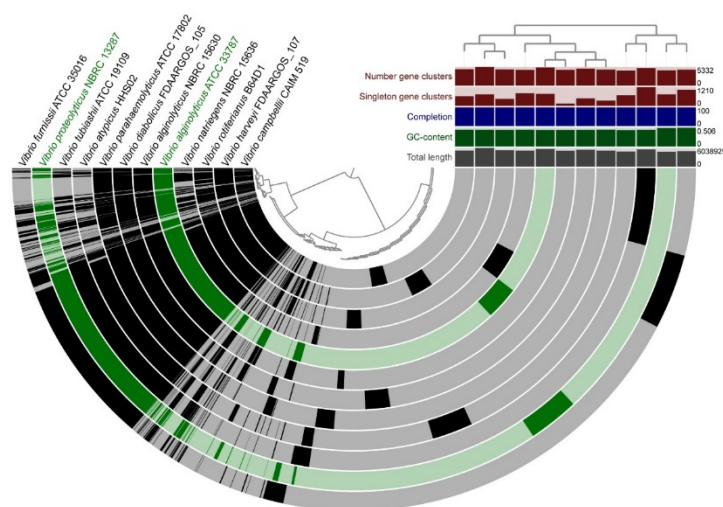 Vibrio furnissii ATCC 35016
Vibrio proteolyticus NBRC 13287
Vibrio tubiashii ATCC 19109
Vibrio atypicus HHS02
Vibrio parahaemolyticus ATCC 17802
Vibrio diabolicus FDAARGOS_105
Vibrio alginolyticus NBRC 15630
Vibrio alginolyticus ATCC 33787
Vibrio natriegens NBRC 15636
Vibrio rotiferianus B64D1
Vibrio harveyi FDAARGOS_107
Vibrio campbellii CAIM 519
Number gene clusters
5332
0
Singleton gene clusters
1210
0
Completion
100
0
GC-content
0.506
0
Total length
6038925
0